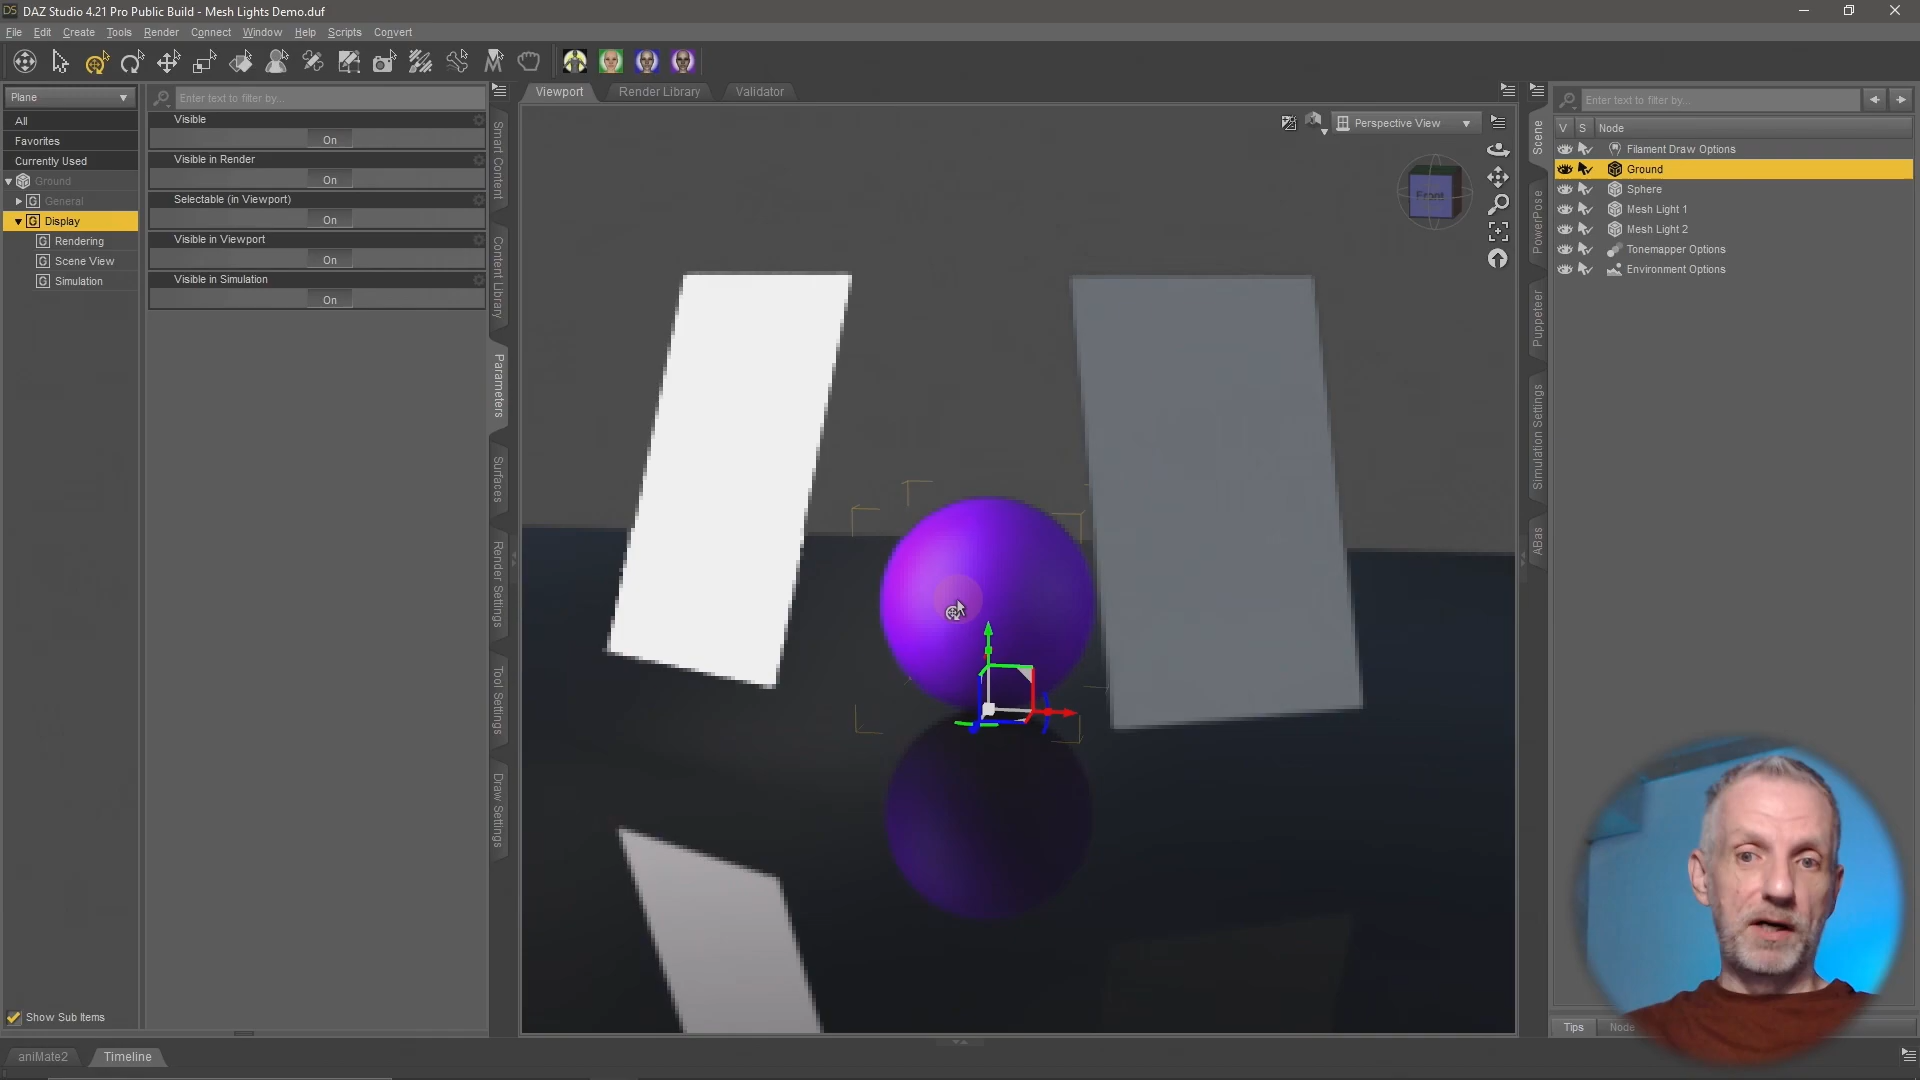 DAZ Studio 4.21 Pro Public Build - Mesh Lights Demo.duf
File Edit Create Tools Render Connect Window Help Scripts Convert
Plane
Enter text to filter by...
All
Favorites
Currently Used
Ground
General
Display
Rendering
Scene View
Simulation
Visible
On
Visible in Render
On
Selectable (in Viewport)
On
Visible in Viewport
On
Visible in Simulation
On
Show Sub Items
Smart Content
Content Library
Parameters
Surfaces
Render Settings
Tool Settings
Draw Settings
Viewport
Render Library
Validator
Perspective View
Front
Scene
PowerPose
Puppeteer
Simulation Settings
ABas
Enter text to filter by...
V S Node
Filament Draw Options
Ground
Sphere
Mesh Light 1
Mesh Light 2
Tonemapper Options
Environment Options
Tips
Node
aniMate2
Timeline